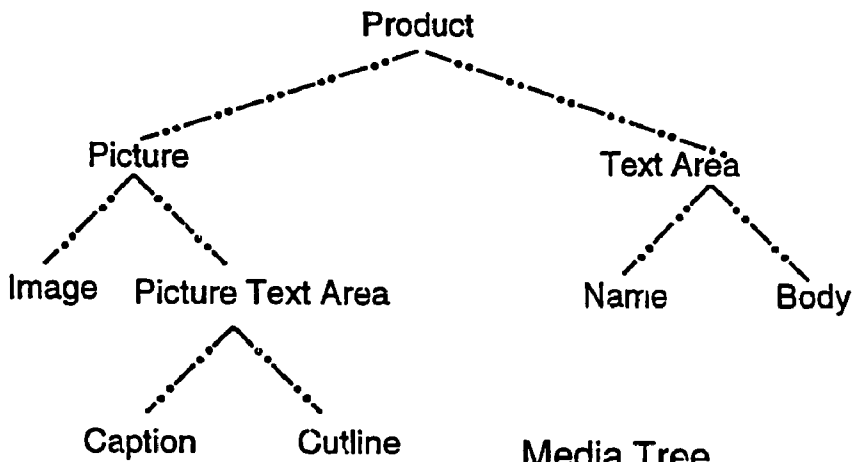 Product
Picture
Text Area
Image
Picture Text Area
Name
Body
Caption
Cutline
Media Tree